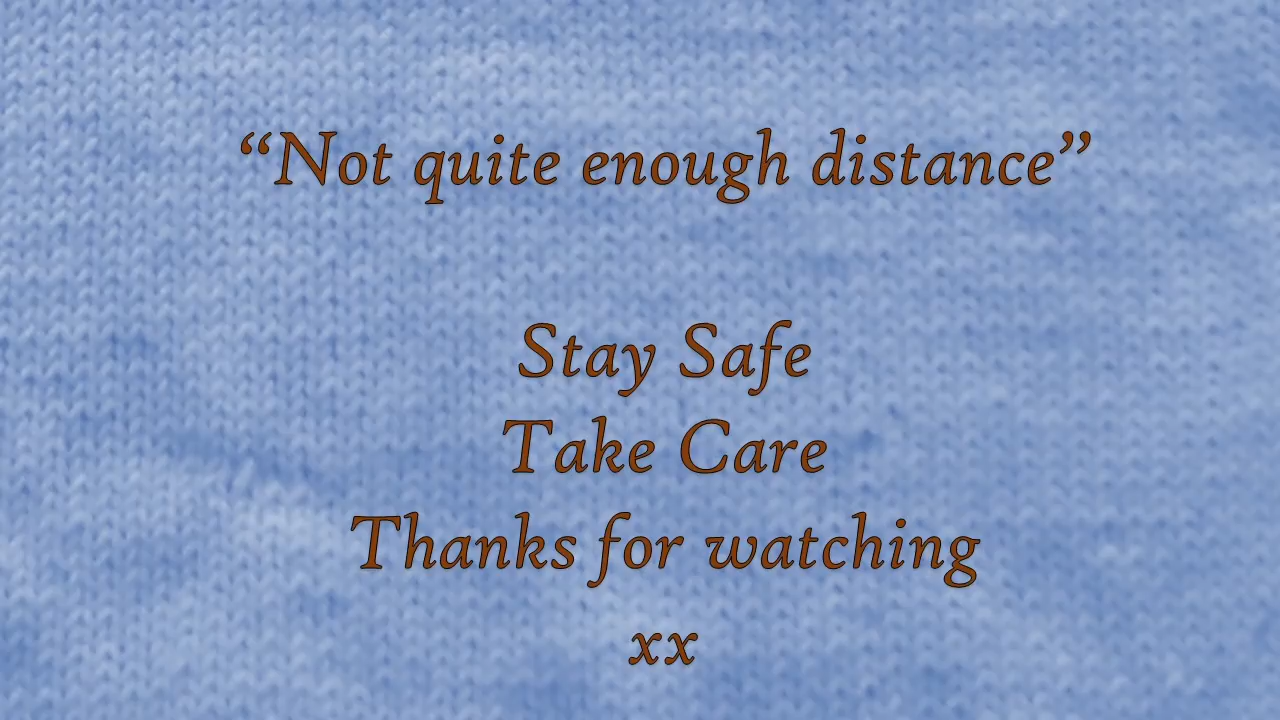 “Not quite enough distance”
Stay Safe
Take Care
Thanks for watching
xx